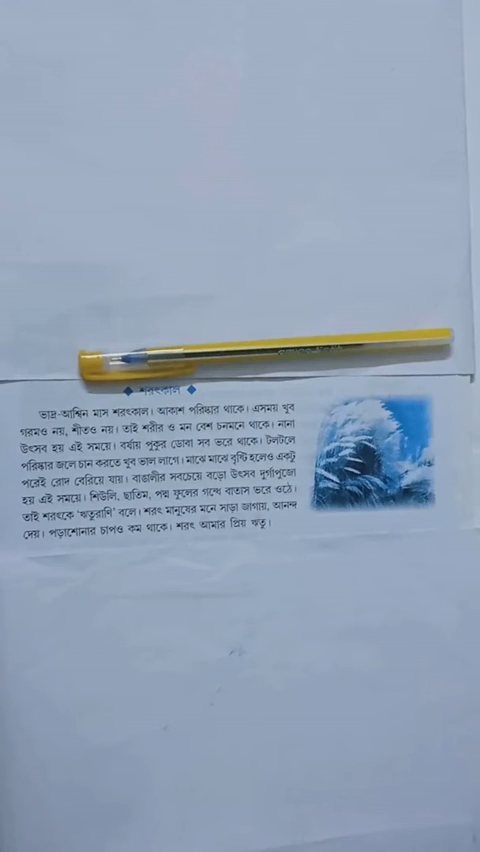 ◆ শরৎকাল ◆
ভাদ্র-আশ্বিন মাস শরৎকাল। আকাশ পরিষ্কার থাকে। এসময় খুব
গরমও নয়, শীতও নয়। তাই শরীর ও মন বেশ চনমনে থাকে। নানা
উৎসব হয় এই সময়ে। বর্ষায় পুকুর ডোবা সব ভরে থাকে। টলটলে
পরিষ্কার জলে চান করতে খুব ভাল লাগে। মাঝে মাঝে বৃষ্টি হলেও একটু
পরেই রোদ বেরিয়ে যায়। বাঙালীর সবচেয়ে বড়ো উৎসব দুর্গাপুজো
হয় এই সময়ে। শিউলি, ছাতিম, পদ্ম ফুলের গন্ধে বাতাস ভরে ওঠে।
তাই শরৎকে ‘ঋতুরাণি’ বলে। শরৎ মানুষের মনে সাড়া জাগায়, আনন্দ
দেয়। পড়াশোনার চাপও কম থাকে। শরৎ আমার প্রিয় ঋতু।